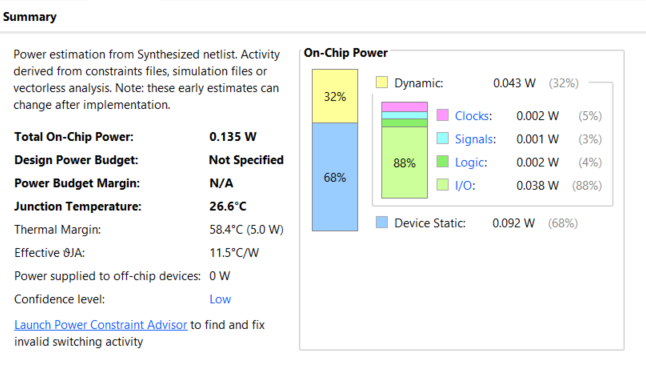 Summary
Power estimation from Synthesized netlist. Activity
derived from constraints files, simulation files or
vectorless analysis. Note: these early estimates can
change after implementation.
Total On-Chip Power: 0.135 W
Design Power Budget: Not Specified
Power Budget Margin: N/A
Junction Temperature: 26.6°C
Thermal Margin: 58.4°C (5.0 W)
Effective ϑJA: 11.5°C/W
Power supplied to off-chip devices: 0 W
Confidence level: Low
Launch Power Constraint Advisor to find and fix
invalid switching activity
On-Chip Power
32%
68%
Dynamic: 0.043 W (32%)
88%
Clocks: 0.002 W (5%)
Signals: 0.001 W (3%)
Logic: 0.002 W (4%)
I/O: 0.038 W (88%)
Device Static: 0.092 W (68%)